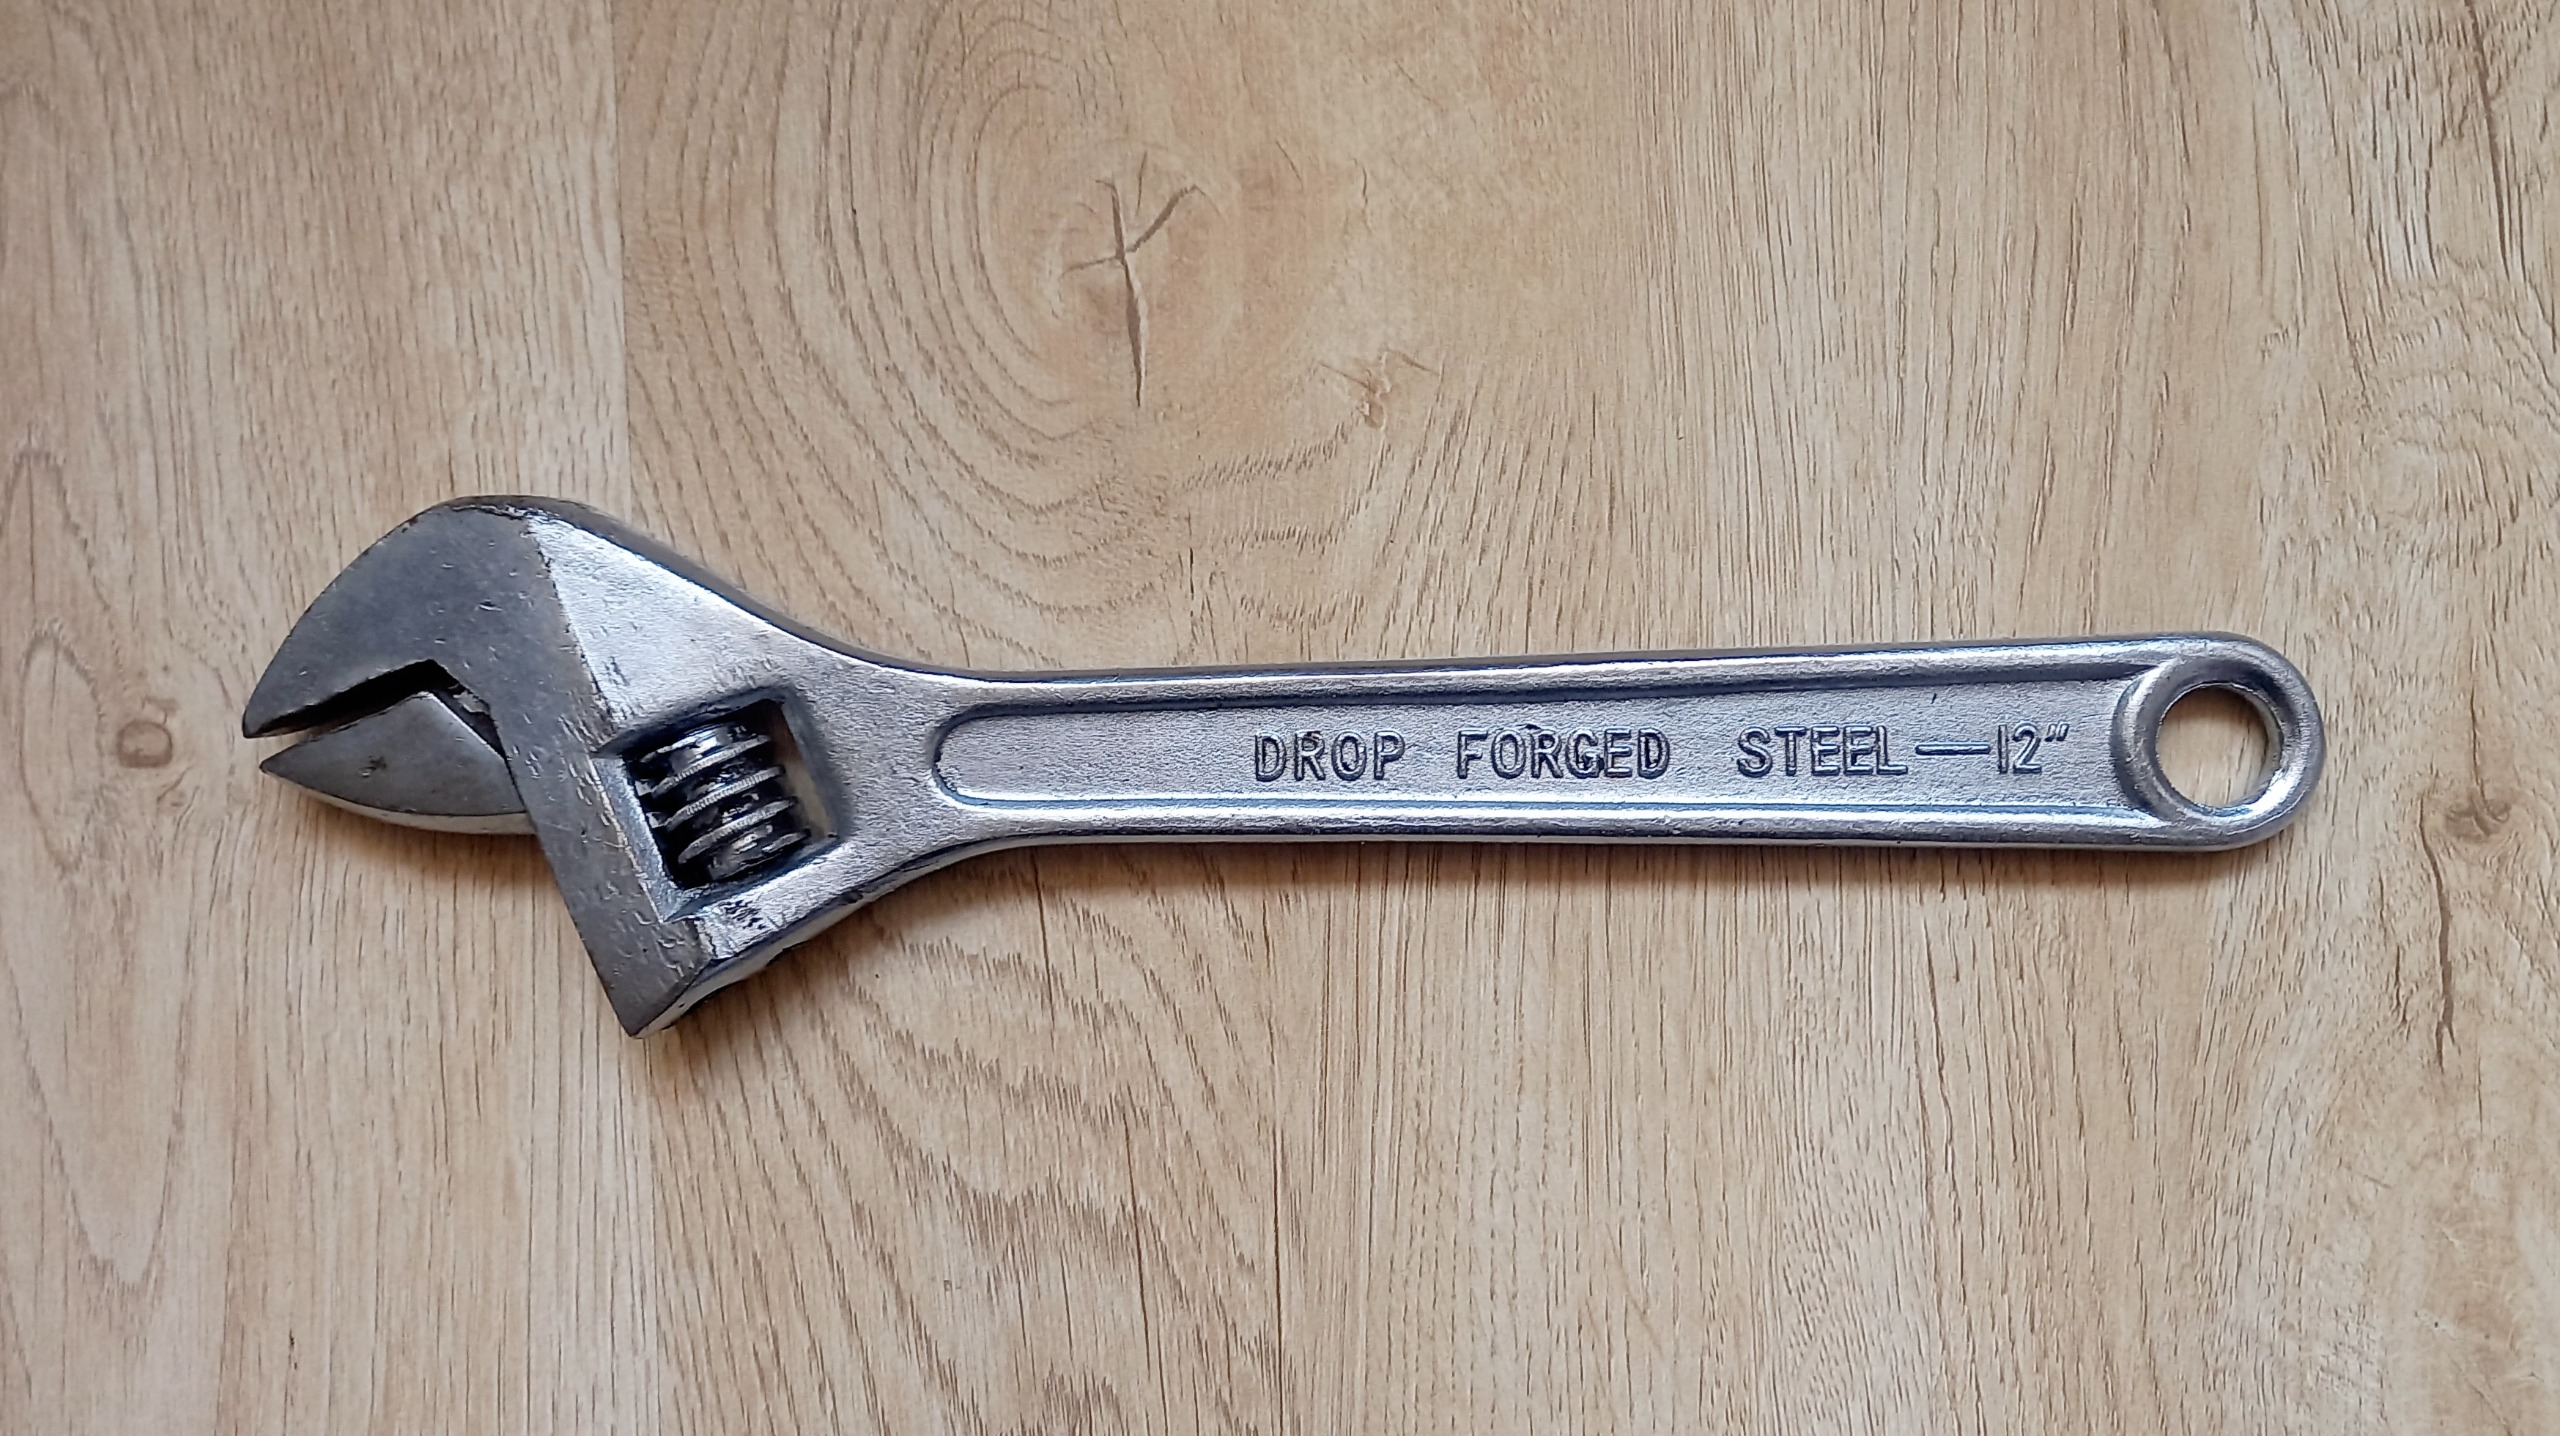 DROP FORGED STEEL—12"